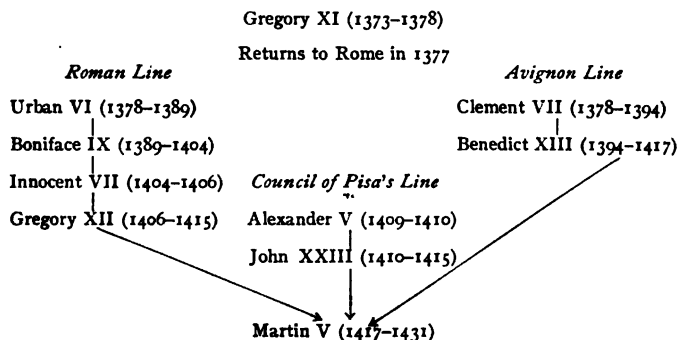 Gregory XI (1373–1378)
Returns to Rome in 1377
Roman Line
Avignon Line
Urban VI (1378–1389)
Clement VII (1378–1394)
Boniface IX (1389–1404)
Benedict XIII (1394–1417)
Innocent VII (1404–1406)
Council of Pisa's Line
Gregory XII (1406–1415)
Alexander V (1409–1410)
John XXIII (1410–1415)
Martin V (1417–1431)